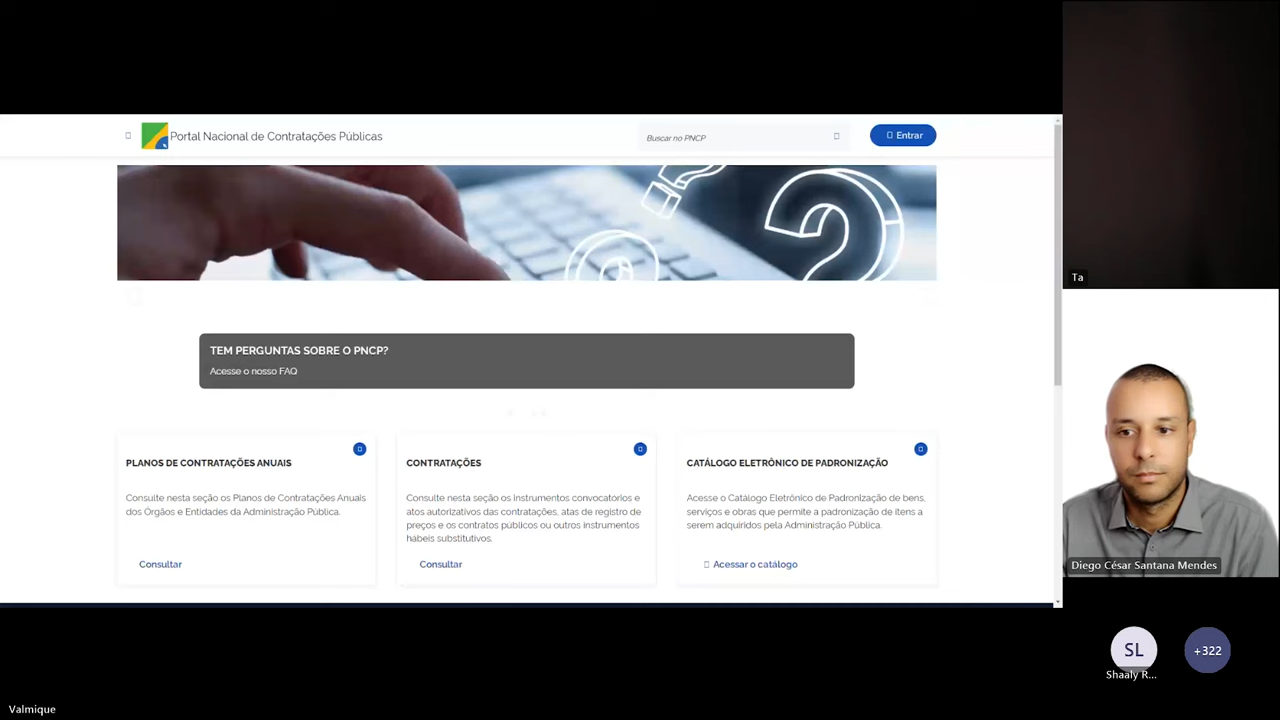 Portal Nacional de Contratações Públicas
Buscar no PNCP
Entrar
TEM PERGUNTAS SOBRE O PNCP?
Acesse o nosso FAQ
PLANOS DE CONTRATAÇÕES ANUAIS
Consulte nesta seção os Planos de Contratações Anuais
dos Órgãos e Entidades da Administração Pública.
Consultar
CONTRATAÇÕES
Consulte nesta seção os instrumentos convocatórios e
atos autorizativos das contratações, atas de registro de
preços e os contratos públicos ou outros instrumentos
hábeis substitutivos.
Consultar
CATÁLOGO ELETRÔNICO DE PADRONIZAÇÃO
Acesse o Catálogo Eletrônico de Padronização de bens,
serviços e obras que permite a padronização de itens a
serem adquiridos pela Administração Pública.
Acessar o catálogo
Ta
Diego César Santana Mendes
SL
Shaaly R...
+322
Valmique